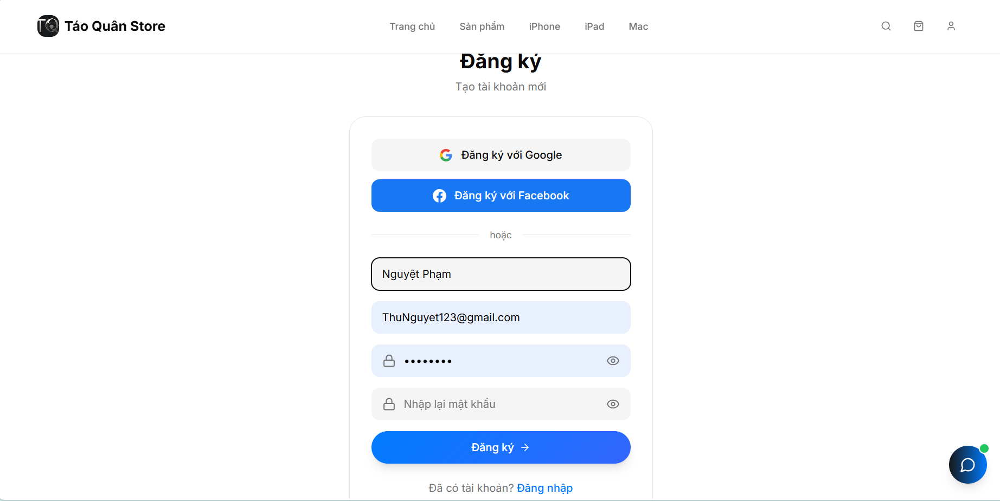 TQ Táo Quân Store
Trang chủ Sản phẩm iPhone iPad Mac
Đăng ký
Tạo tài khoản mới
Đăng ký với Google
Đăng ký với Facebook
hoặc
Nguyệt Phạm
ThuNguyet123@gmail.com
••••••••
Nhập lại mật khẩu
Đăng ký →
Đã có tài khoản? Đăng nhập